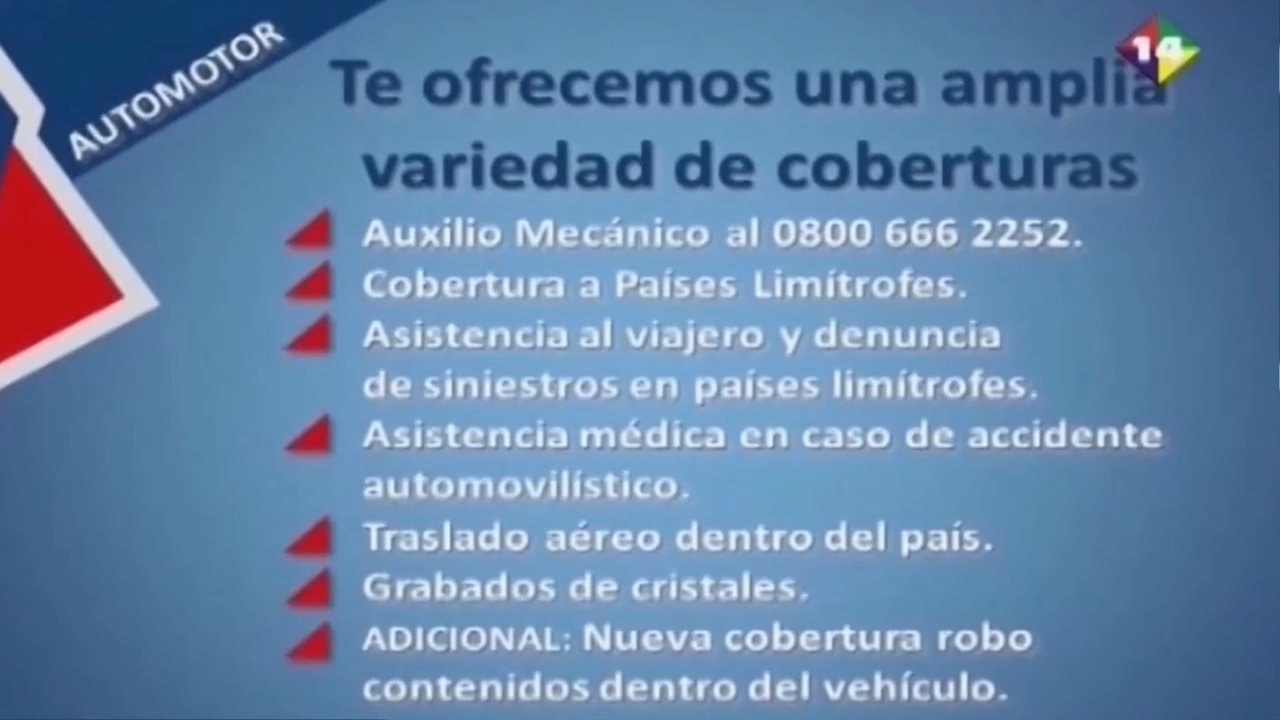 AUTOMOTOR
14
Te ofrecemos una amplia
variedad de coberturas
Auxilio Mecánico al 0800 666 2252.
Cobertura a Países Limítrofes.
Asistencia al viajero y denuncia
de siniestros en países limítrofes.
Asistencia médica en caso de accidente
automovilístico.
Traslado aéreo dentro del país.
Grabados de cristales.
ADICIONAL: Nueva cobertura robo
contenidos dentro del vehículo.